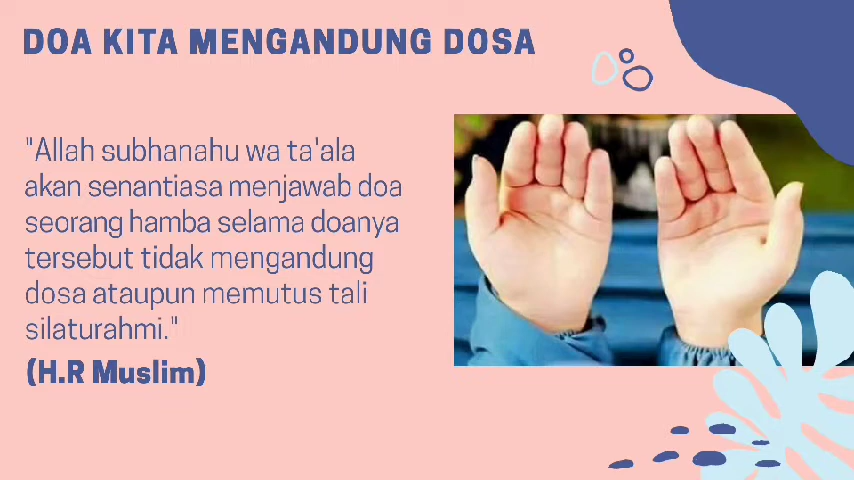 DOA KITA MENGANDUNG DOSA
"Allah subhanahu wa ta'ala
akan senantiasa menjawab doa
seorang hamba selama doanya
tersebut tidak mengandung
dosa ataupun memutus tali
silaturahmi."
(H.R Muslim)